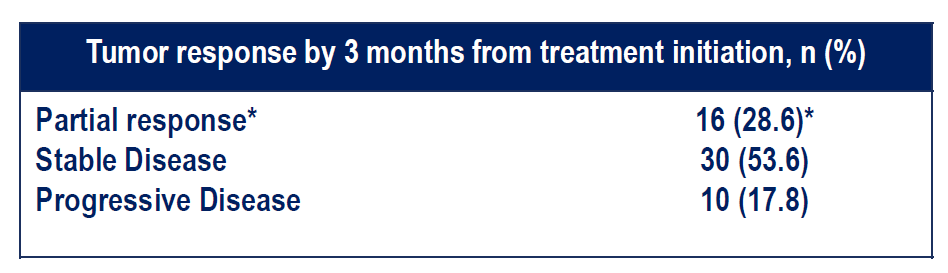 Tumor response by 3 months from treatment initiation, n (%)
Partial response* 16 (28.6)*
Stable Disease 30 (53.6)
Progressive Disease 10 (17.8)